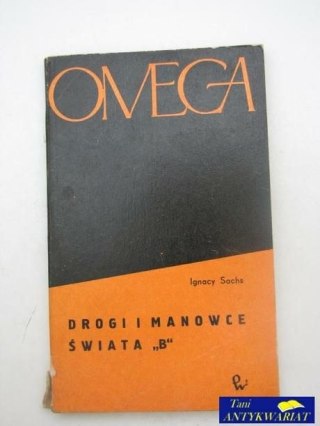 OMEGA
Ignacy Sachs
DROGI I MANOWCE
ŚWIATA „B"
Tani
ANTYKWARIAT